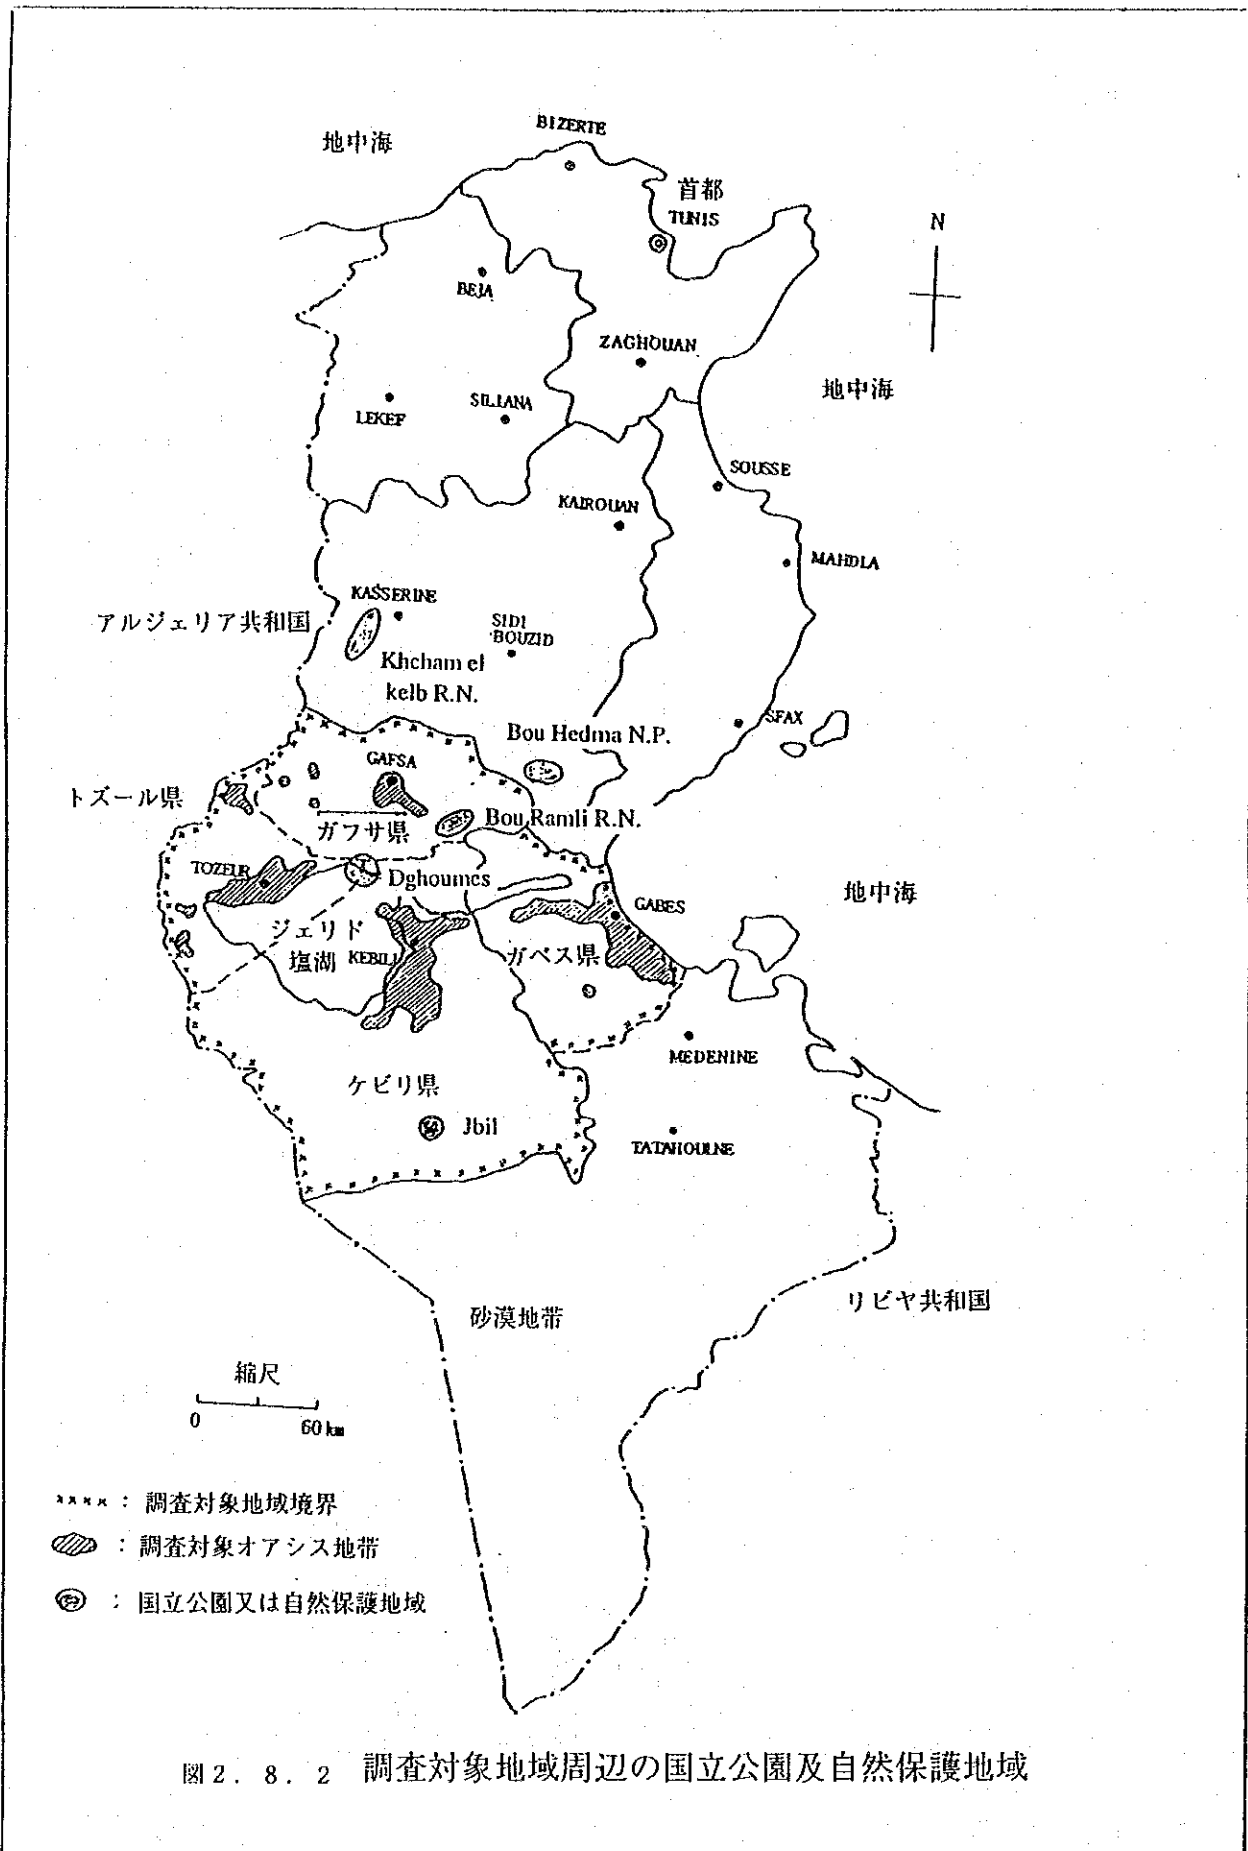 BIZERTE
地中海
首都
TUNIS
N
BEJA
ZAGHOUAN
地中海
LEKEF
SILIANA
SOUSSE
KAIROUAN
MAHDLA
KASSERINE
アルジェリア共和国
SIDI
BOUZID
Khcham el
kelb R.N.
SFAX
Bou Hedma N.P.
GAFSA
トズール県
Bou Ramli R.N.
ガフサ県
TOZEUR
Dghoumes
地中海
GABES
ジェリド
塩湖
KEBILI
ガベス県
MEDENINE
ケビリ県
Jbil
TATAHOUINE
リビヤ共和国
砂漠地帯
縮尺
0 60 km
: 調査対象地域境界
: 調査対象オアシス地帯
: 国立公園又は自然保護地域
図2.8.2 調査対象地域周辺の国立公園及自然保護地域